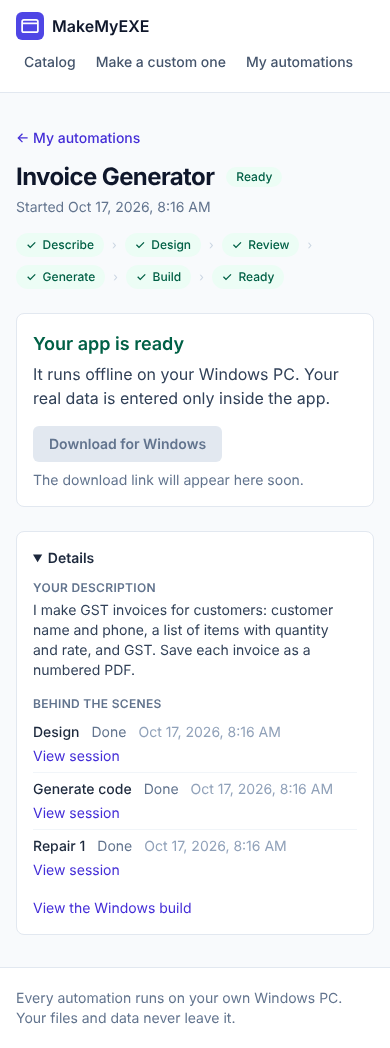 MakeMyEXE
Catalog Make a custom one My automations
← My automations
Invoice Generator Ready
Started Oct 17, 2026, 8:16 AM
✓ Describe › ✓ Design › ✓ Review ›
✓ Generate › ✓ Build › ✓ Ready
Your app is ready
It runs offline on your Windows PC. Your
real data is entered only inside the app.
Download for Windows
The download link will appear here soon.
▼ Details
YOUR DESCRIPTION
I make GST invoices for customers: customer
name and phone, a list of items with quantity
and rate, and GST. Save each invoice as a
numbered PDF.
BEHIND THE SCENES
Design Done Oct 17, 2026, 8:16 AM
View session
Generate code Done Oct 17, 2026, 8:16 AM
View session
Repair 1 Done Oct 17, 2026, 8:16 AM
View session
View the Windows build
Every automation runs on your own Windows PC.
Your files and data never leave it.